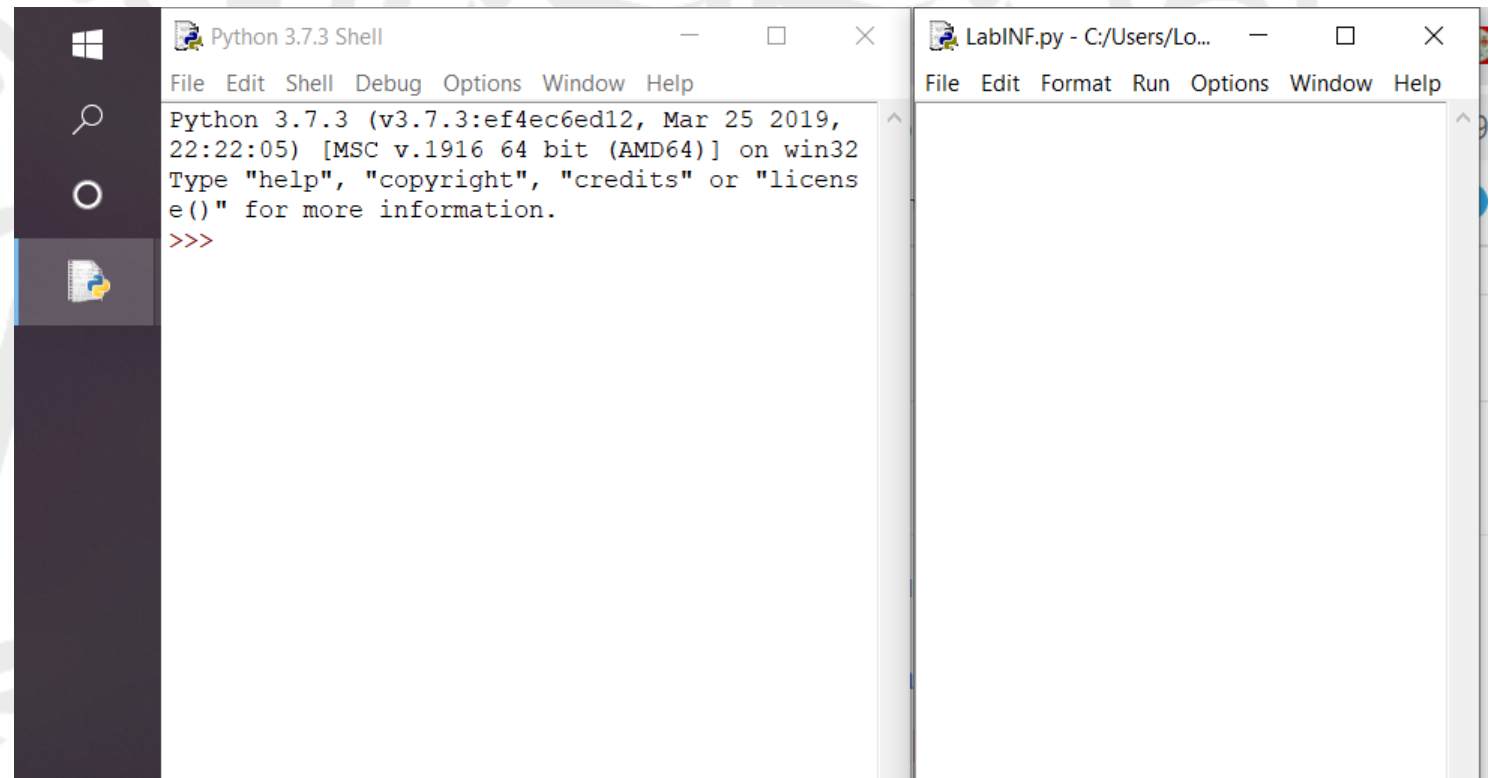 Python 3.7.3 Shell
File Edit Shell Debug Options Window Help
Python 3.7.3 (v3.7.3:ef4ec6ed12, Mar 25 2019,
22:22:05) [MSC v.1916 64 bit (AMD64)] on win32
Type "help", "copyright", "credits" or "licens
e()" for more information.
>>>
LabINF.py - C:/Users/Lo...
File Edit Format Run Options Window Help